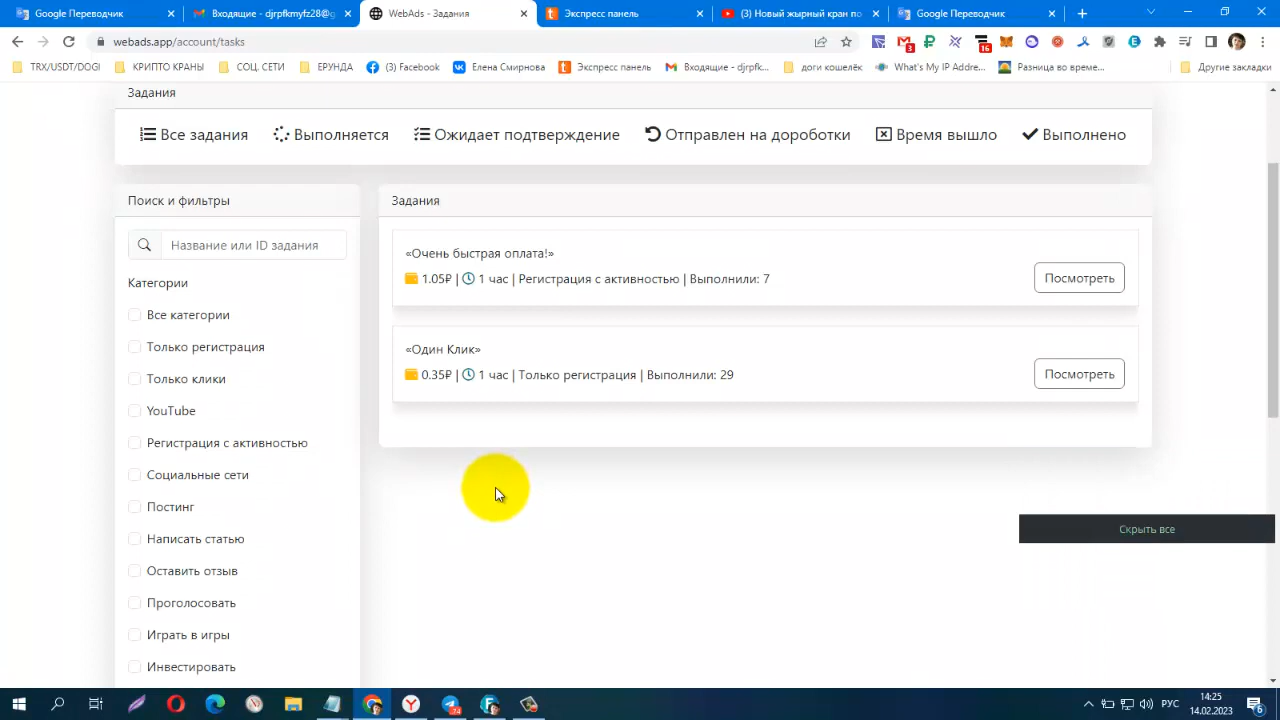 Google Переводчик
Входящие - djrpfkmyfz28@g
WebAds - Задания
Экспресс панель
(3) Новый жырный кран по
Google Переводчик
webads.app/account/tasks
3
16
TRX/USDT/DOGI
КРИПТО КРАНЫ
СОЦ. СЕТИ
ЕРУНДА
(3) Facebook
Елена Смирнова
Экспресс панель
Входящие - djrpfk...
доги кошелёк
What's My IP Addre...
Разница во време...
Другие закладки
Задания
Все задания
Выполняется
Ожидает подтверждение
Отправлен на доработки
Время вышло
Выполнено
Поиск и фильтры
Название или ID задания
Категории
Все категории
Только регистрация
Только клики
YouTube
Регистрация с активностью
Социальные сети
Постинг
Написать статью
Оставить отзыв
Проголосовать
Играть в игры
Инвестировать
Задания
«Очень быстрая оплата!»
1.05₽ | 1 час | Регистрация с активностью | Выполнили: 7
Посмотреть
«Один Клик»
0.35₽ | 1 час | Только регистрация | Выполнили: 29
Посмотреть
Скрыть все
74
РУС
14:25
14.02.2023
6